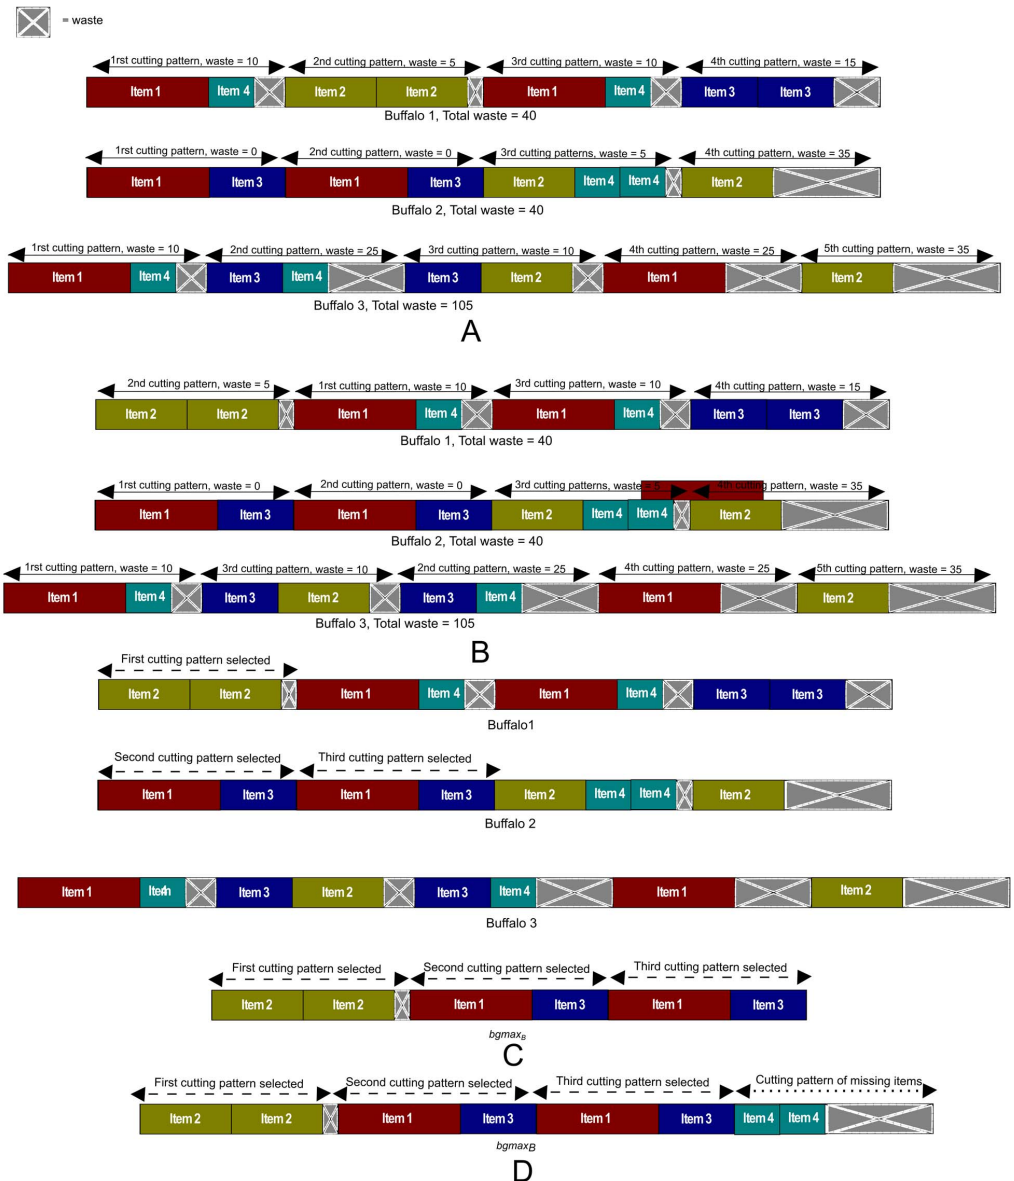 = waste
1rst cutting pattern, waste = 10 2nd cutting pattern, waste = 5 3rd cutting pattern, waste = 10 4th cutting pattern, waste = 15
Item 1 Item 4 Item 2 Item 2 Item 1 Item 4 Item 3 Item 3
Buffalo 1, Total waste = 40
1rst cutting pattern, waste = 0 2nd cutting pattern, waste = 0 3rd cutting patterns, waste = 5 4th cutting pattern, waste = 35
Item 1 Item 3 Item 1 Item 3 Item 2 Item 4 Item 4 Item 2
Buffalo 2, Total waste = 40
1rst cutting pattern, waste = 10 2nd cutting pattern, waste = 25 3rd cutting pattern, waste = 10 4th cutting pattern, waste = 25 5th cutting pattern, waste = 35
Item 1 Item 4 Item 3 Item 4 Item 3 Item 2 Item 1 Item 2
Buffalo 3, Total waste = 105
A
2nd cutting pattern, waste = 5 1rst cutting pattern, waste = 10 3rd cutting pattern, waste = 10 4th cutting pattern, waste = 15
Item 2 Item 2 Item 1 Item 4 Item 1 Item 4 Item 3 Item 3
Buffalo 1, Total waste = 40
1rst cutting pattern, waste = 0 2nd cutting pattern, waste = 0 3rd cutting patterns, waste = 5 4th cutting pattern, waste = 35
Item 1 Item 3 Item 1 Item 3 Item 2 Item 4 Item 4 Item 2
Buffalo 2, Total waste = 40
1rst cutting pattern, waste = 10 3rd cutting pattern, waste = 10 2nd cutting pattern, waste = 25 4th cutting pattern, waste = 25 5th cutting pattern, waste = 35
Item 1 Item 4 Item 3 Item 2 Item 3 Item 4 Item 1 Item 2
Buffalo 3, Total waste = 105
B
First cutting pattern selected
Item 2 Item 2 Item 1 Item 4 Item 1 Item 4 Item 3 Item 3
Buffalo1
Second cutting pattern selected Third cutting pattern selected
Item 1 Item 3 Item 1 Item 3 Item 2 Item 4 Item 4 Item 2
Buffalo 2
Item 1 Item 3 Item 2 Item 3 Item 4 Item 1 Item 2
Buffalo 3
First cutting pattern selected Second cutting pattern selected Third cutting pattern selected
Item 2 Item 2 Item 1 Item 3 Item 1 Item 3
bgmaxB
C
First cutting pattern selected Second cutting pattern selected Third cutting pattern selected Cutting pattern of missing items
Item 2 Item 2 Item 1 Item 3 Item 1 Item 3 Item 4 Item 4
bgmaxB
D